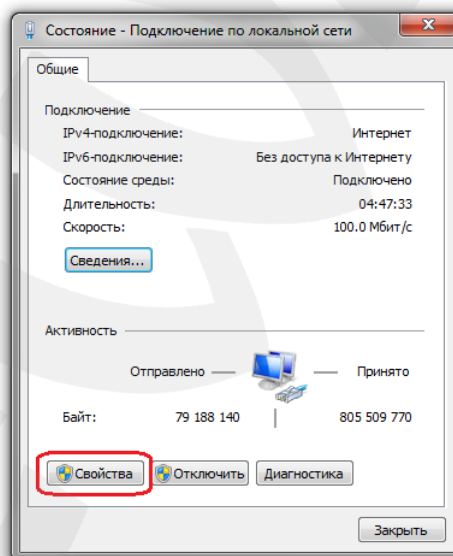 Состояние - Подключение по локальной сети
Общие
Подключение
IPv4-подключение: Интернет
IPv6-подключение: Без доступа к Интернету
Состояние среды: Подключено
Длительность: 04:47:33
Скорость: 100.0 Мбит/с
Сведения...
Активность
Отправлено — — Принято
Байт: 79 188 140 | 805 509 770
Свойства Отключить Диагностика
Закрыть